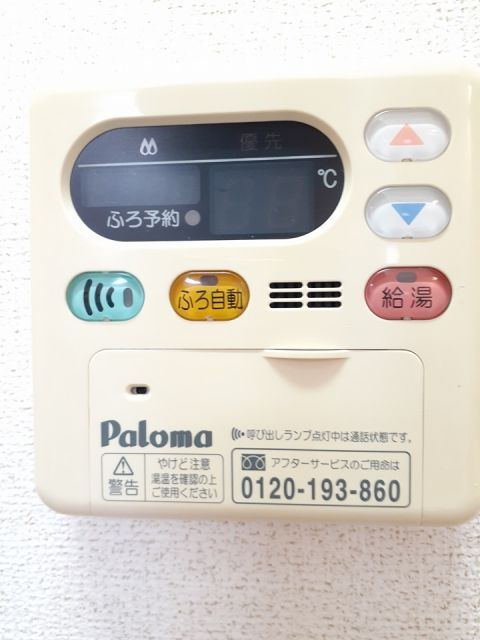 優先
℃
ふろ予約
ふろ自動
給湯
Paloma
呼び出しランプ点灯中は通話状態です。
警告
やけど注意
湯温を確認の上
ご使用ください
アフターサービスのご用命は
0120-193-860